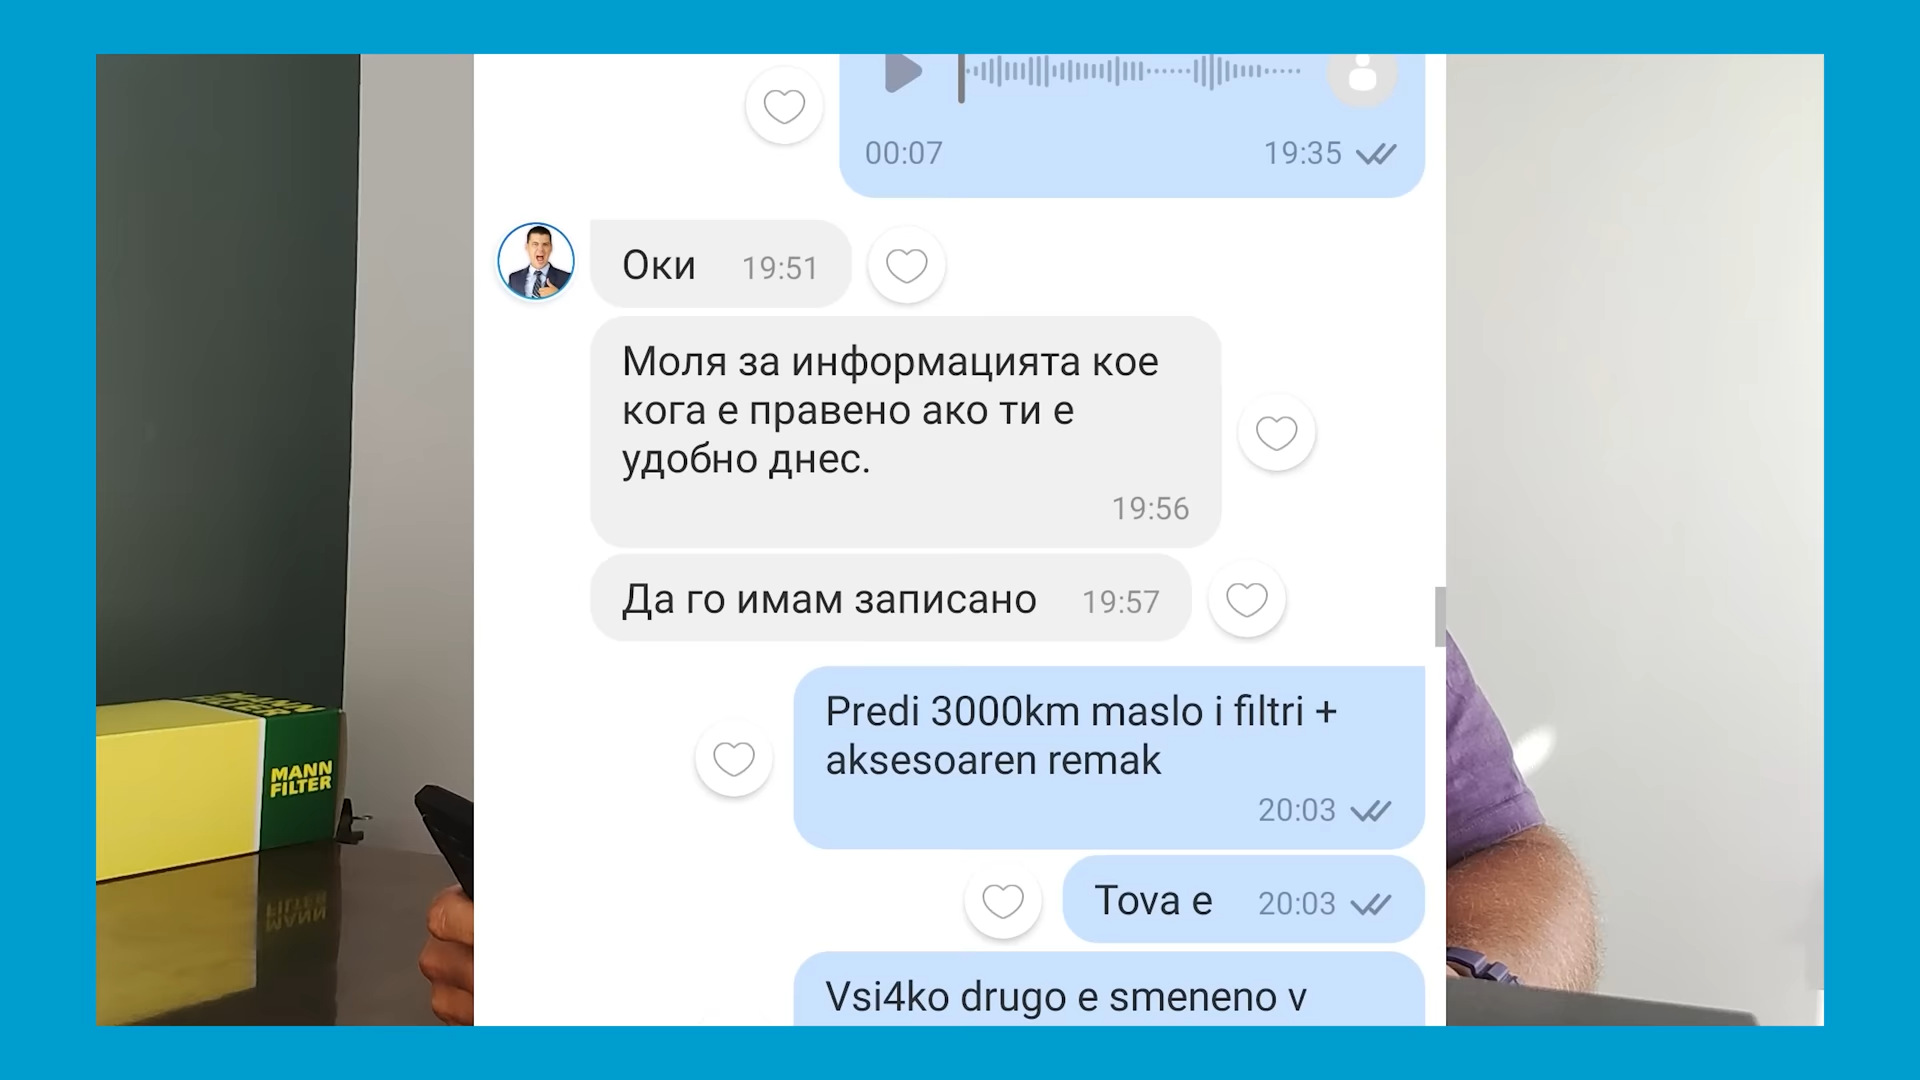 00:07
19:35
Оки 19:51
Моля за информацията кое
кога е правено ако ти е
удобно днес.
19:56
Да го имам записано 19:57
Predi 3000km maslo i filtri +
aksesoaren remak
20:03
Tova e 20:03
Vsi4ko drugo e smeneno v
MANN
FILTER
MANN
FILTER